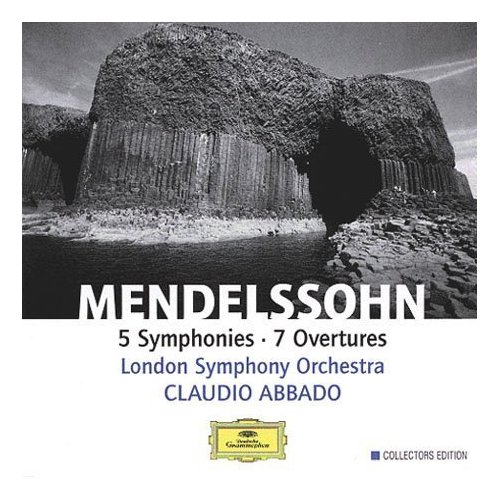 MENDELSSOHN
5 Symphonies · 7 Overtures
London Symphony Orchestra
CLAUDIO ABBADO
Deutsche
Grammophon
COLLECTORS EDITION